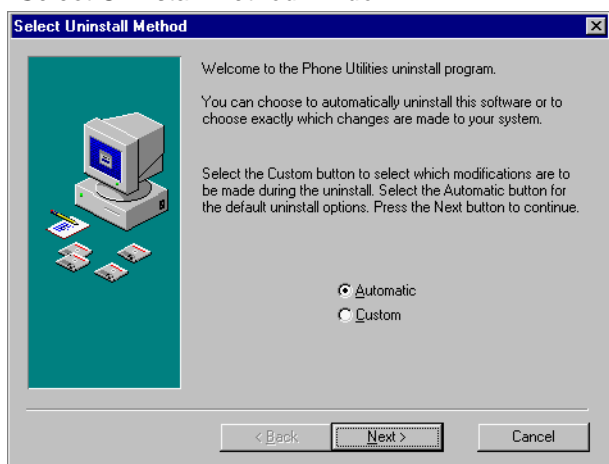 Select Uninstall Method
Welcome to the Phone Utilities uninstall program.
You can choose to automatically uninstall this software or to
choose exactly which changes are made to your system.
Select the Custom button to select which modifications are to
be made during the uninstall. Select the Automatic button for
the default uninstall options. Press the Next button to continue.
Automatic
Custom
< Back
Next >
Cancel